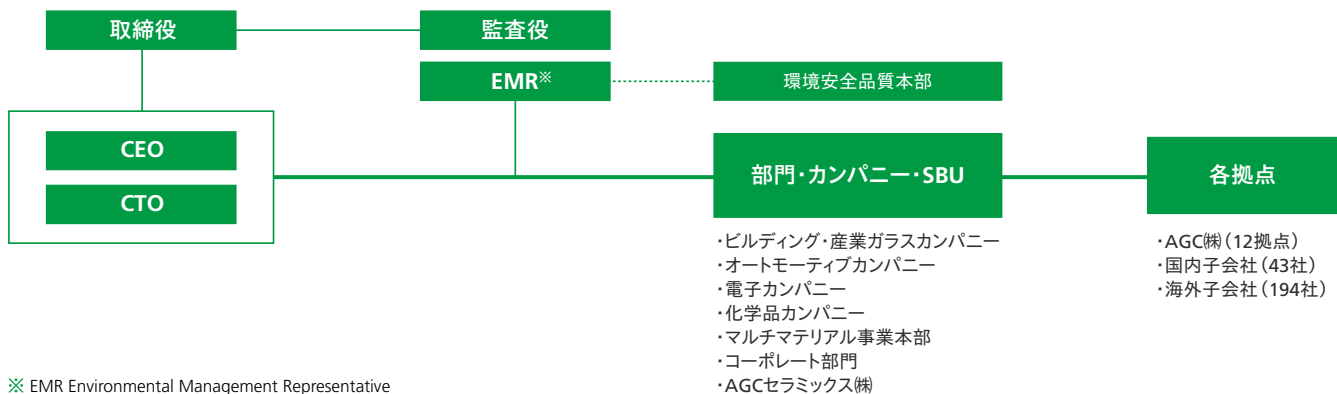 取締役
監査役
EMR※
環境安全品質本部
CEO
CTO
部門・カンパニー・SBU
各拠点
・ビルディング・産業ガラスカンパニー
・オートモーティブカンパニー
・電子カンパニー
・化学品カンパニー
・マルチマテリアル事業本部
・コーポレート部門
・AGCセラミックス㈱
・AGC㈱(12拠点)
・国内子会社(43社)
・海外子会社(194社)
※ EMR Environmental Management Representative